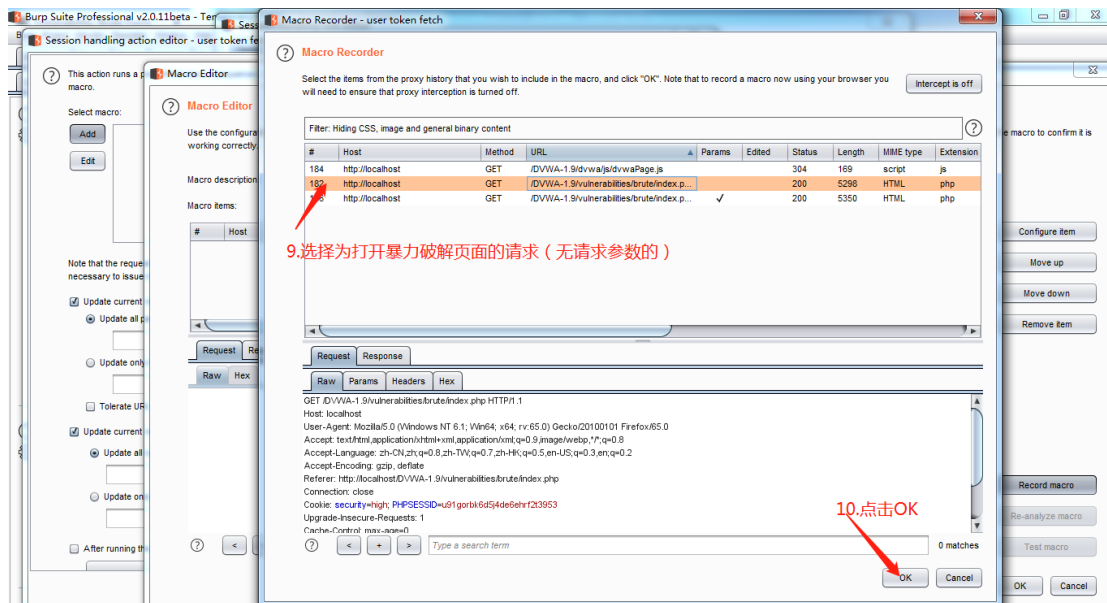 Burp Suite Professional v2.0.11beta - Ter
Session handling action editor - user token fe
Macro Editor
Macro Recorder - user token fetch
This action runs a p
macro.
Select macro:
Add
Edit
Note that the reque
necessary to issue
Update current
Update all p
Update only
Tolerate UR
Update current
Update all
Update on
After running th
Macro Editor
Use the configura
working correctly.
Macro description:
Macro items:
# Host
Request Re
Raw Hex
Macro Recorder
Select the items from the proxy history that you wish to include in the macro, and click "OK". Note that to record a macro now using your browser you
will need to ensure that proxy interception is turned off.
Intercept is off
Filter: Hiding CSS, image and general binary content
# Host Method URL Params Edited Status Length MIME type Extension
184 http://localhost GET /DVWA-1.9/dvwa/js/dvwaPage.js 304 169 script js
182 http://localhost GET /DVWA-1.9/vulnerabilities/brute/index.p... 200 5298 HTML php
http://localhost GET /DVWA-1.9/vulnerabilities/brute/index.p... ✓ 200 5350 HTML php
9.选择为打开暴力破解页面的请求（无请求参数的）
Request Response
Raw Params Headers Hex
GET /DVWA-1.9/vulnerabilities/brute/index.php HTTP/1.1
Host: localhost
User-Agent: Mozilla/5.0 (Windows NT 6.1; Win64; x64; rv:65.0) Gecko/20100101 Firefox/65.0
Accept: text/html,application/xhtml+xml,application/xml;q=0.9,image/webp,*/*;q=0.8
Accept-Language: zh-CN,zh;q=0.8,zh-TW;q=0.7,zh-HK;q=0.5,en-US;q=0.3,en;q=0.2
Accept-Encoding: gzip, deflate
Referer: http://localhost/DVWA-1.9/vulnerabilities/brute/index.php
Connection: close
Cookie: security=high; PHPSESSID=u91gorbk6d5j4de6ehrf2t3953
Upgrade-Insecure-Requests: 1
Cache-Control: max-age=0
10.点击OK
< + > Type a search term 0 matches
OK Cancel
e macro to confirm it is
Configure item
Move up
Move down
Remove item
Record macro
Re-analyze macro
Test macro
OK Cancel